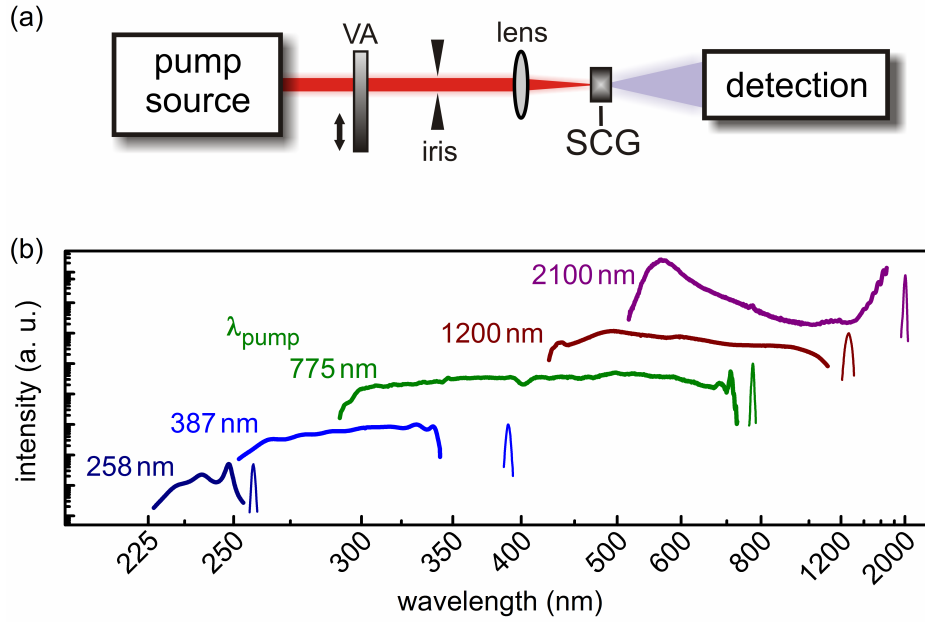 (a)
pump
source
VA
iris
lens
SCG
detection
(b)
intensity (a. u.)
λpump
258 nm
387 nm
775 nm
1200 nm
2100 nm
225
250
300
350
400
500
600
800
1200
2000
wavelength (nm)